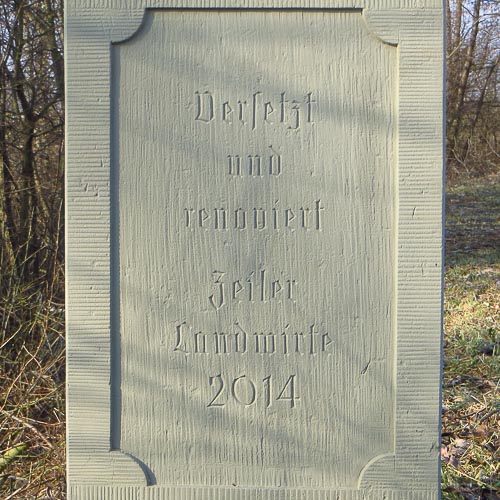 Versetzt
und
renoviert
Zeiler
Landwirte
2014